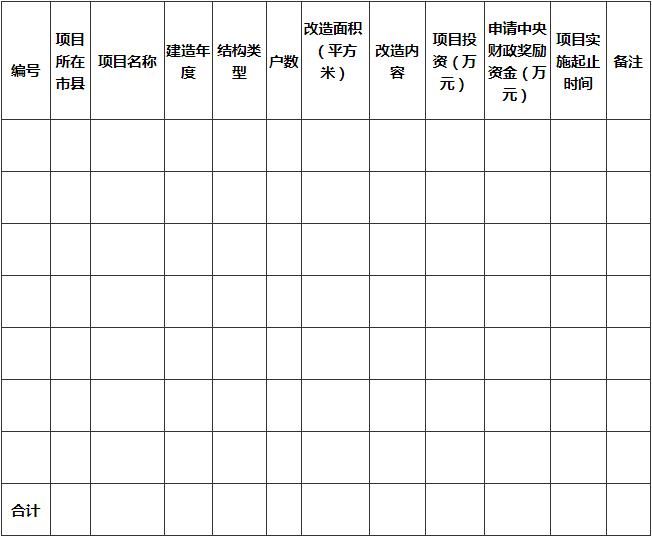 编号
项目
所在
市县
项目名称
建造年
度
结构类
型
户数
改造面积
（平方
米）
改造内
容
项目投
资（万
元）
申请中央
财政奖励
资金（万
元）
项目实
施起止
时间
备注
合计